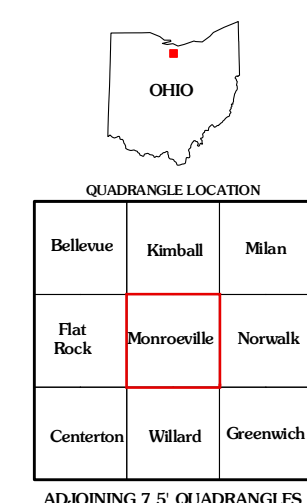 OHIO
QUADRANGLE LOCATION
Bellevue Kimball Milan
Flat
Rock Monroeville Norwalk
Centerton Willard Greenwich
ADJOINING 7.5' QUADRANGLES